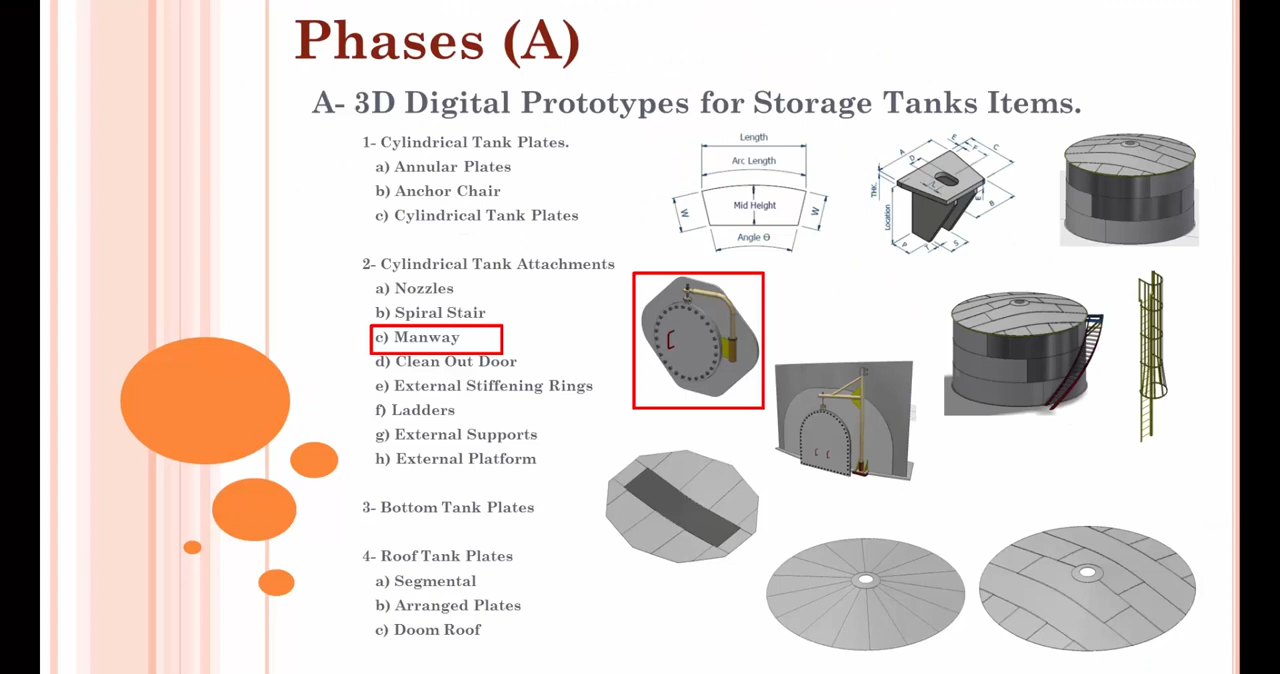 Phases (A)
A- 3D Digital Prototypes for Storage Tanks Items.
1- Cylindrical Tank Plates.
a) Annular Plates
b) Anchor Chair
c) Cylindrical Tank Plates
2- Cylindrical Tank Attachments
a) Nozzles
b) Spiral Stair
c) Manway
d) Clean Out Door
e) External Stiffening Rings
f) Ladders
g) External Supports
h) External Platform
3- Bottom Tank Plates
4- Roof Tank Plates
a) Segmental
b) Arranged Plates
c) Doom Roof
Length
Arc Length
Mid Height
W
W
Angle Θ
A
D
E
F
C
THK.
Location
E
B
P
T
S